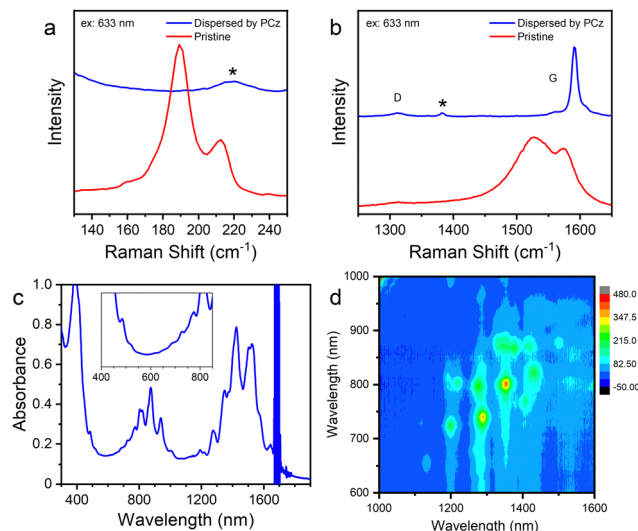 a
ex: 633 nm
Dispersed by PCz
Pristine
*
Intensity
130 140 160 180 200 220 240 250
Raman Shift (cm-1)
b
ex: 633 nm
Dispersed by PCz
Pristine
D
*
G
Intensity
1300 1400 1500 1600
Raman Shift (cm-1)
c
Absorbance
1.0
0.8
0.6
0.4
0.2
0
400 600 800
400 800 1200 1600
Wavelength (nm)
d
Wavelength (nm)
1000
900
800
700
600
1000 1200 1400 1600
Wavelength (nm)
480.0
347.5
215.0
82.50
-50.00